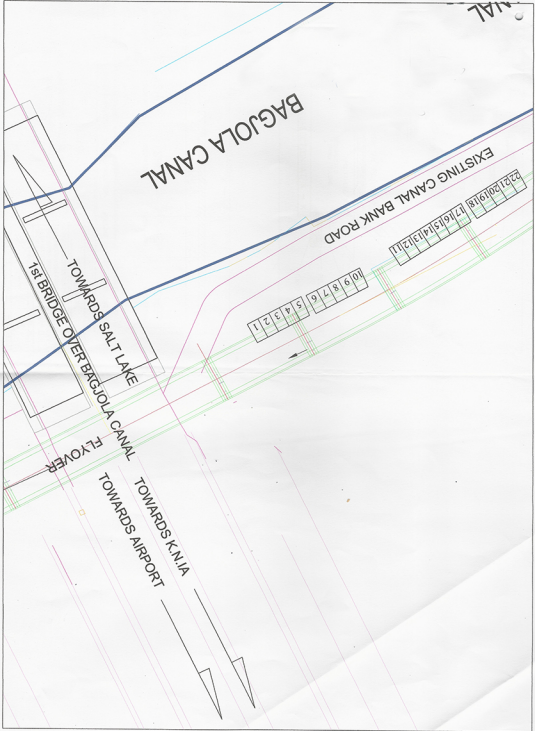 NAL
BAGJOLA CANAL
EXISTING CANAL BANK ROAD
1 2 3 4 5 6 7 8 9 10
11 12 13 14 15 16 17 18 19 20 21 22
TOWARDS SALT LAKE
1st BRIDGE OVER BAGJOLA CANAL
FLYOVER
TOWARDS K.N.IA
TOWARDS AIRPORT